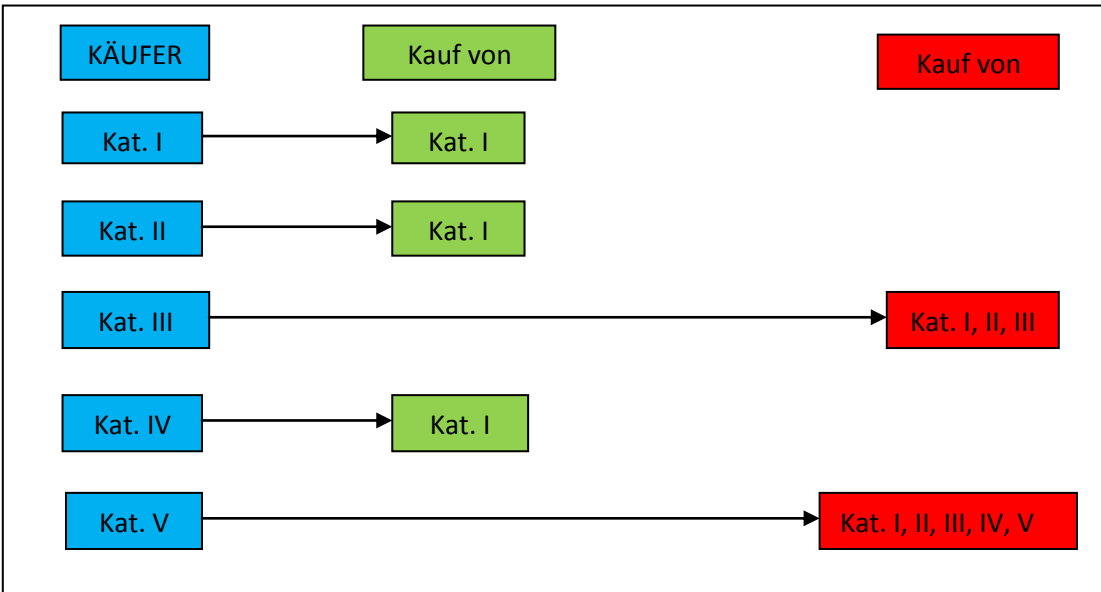 KÄUFER
Kauf von
Kauf von
Kat. I
Kat. I
Kat. II
Kat. I
Kat. III
Kat. I, II, III
Kat. IV
Kat. I
Kat. V
Kat. I, II, III, IV, V